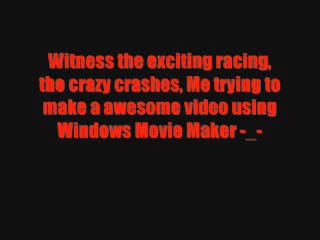 Witness the exciting racing,
the crazy crashes, Me trying to
make a awesome video using
Windows Movie Maker -_-